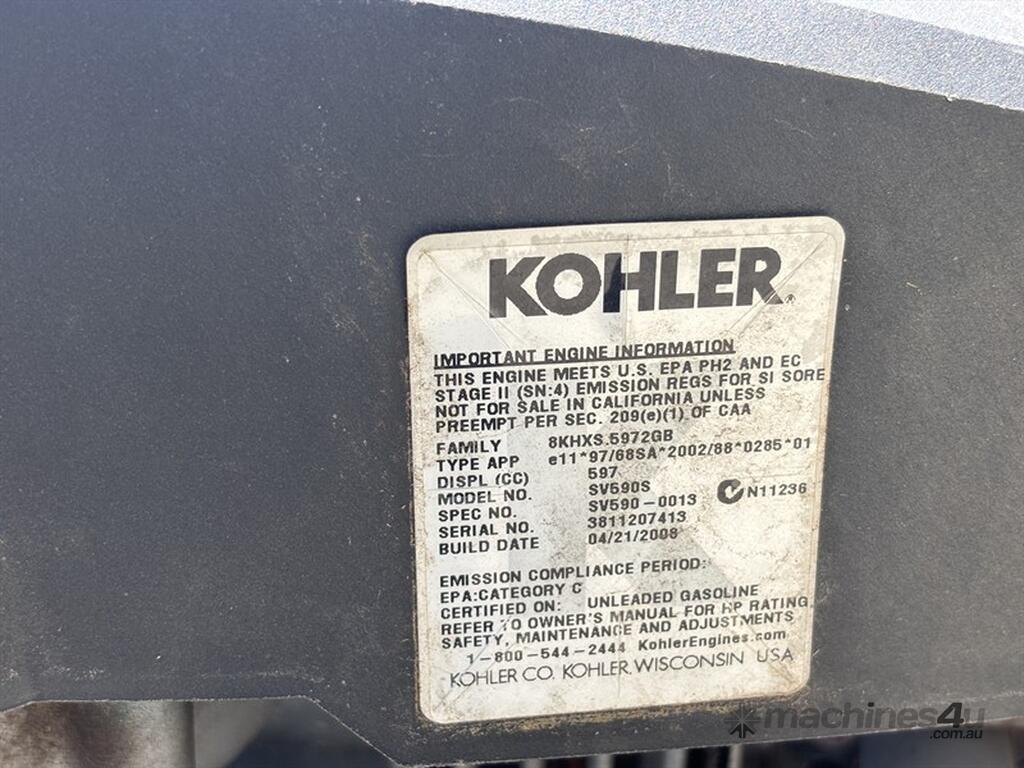 KOHLER®
IMPORTANT ENGINE INFORMATION
THIS ENGINE MEETS U.S. EPA PH2 AND EC
STAGE II (SN:4) EMISSION REGS FOR SI SORE
NOT FOR SALE IN CALIFORNIA UNLESS
PREEMPT PER SEC. 209(e)(1) OF CAA
FAMILY 8KHXS.5972GB
TYPE APP e11*97/68SA*2002/88*0285*01
DISPL (CC) 597
MODEL NO. SV590S
SPEC NO. SV590-0013 N11236
SERIAL NO. 3811207413
BUILD DATE 04/21/2008
EMISSION COMPLIANCE PERIOD:
EPA:CATEGORY C
CERTIFIED ON: UNLEADED GASOLINE
REFER TO OWNER'S MANUAL FOR HP RATING,
SAFETY, MAINTENANCE AND ADJUSTMENTS
1-800-544-2444 KohlerEngines.com
KOHLER CO. KOHLER, WISCONSIN USA
machines4u
.com.au